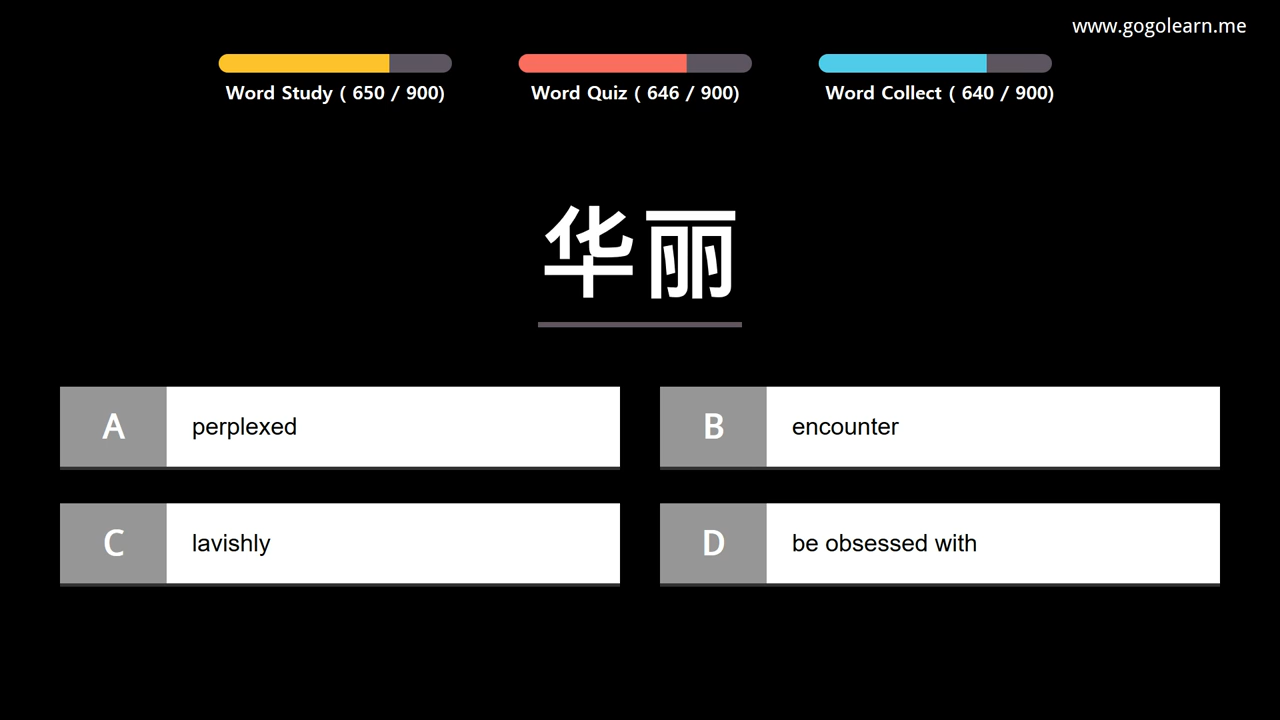 www.gogolearn.me
Word Study ( 650 / 900)
Word Quiz ( 646 / 900)
Word Collect ( 640 / 900)
华丽
A perplexed
B encounter
C lavishly
D be obsessed with